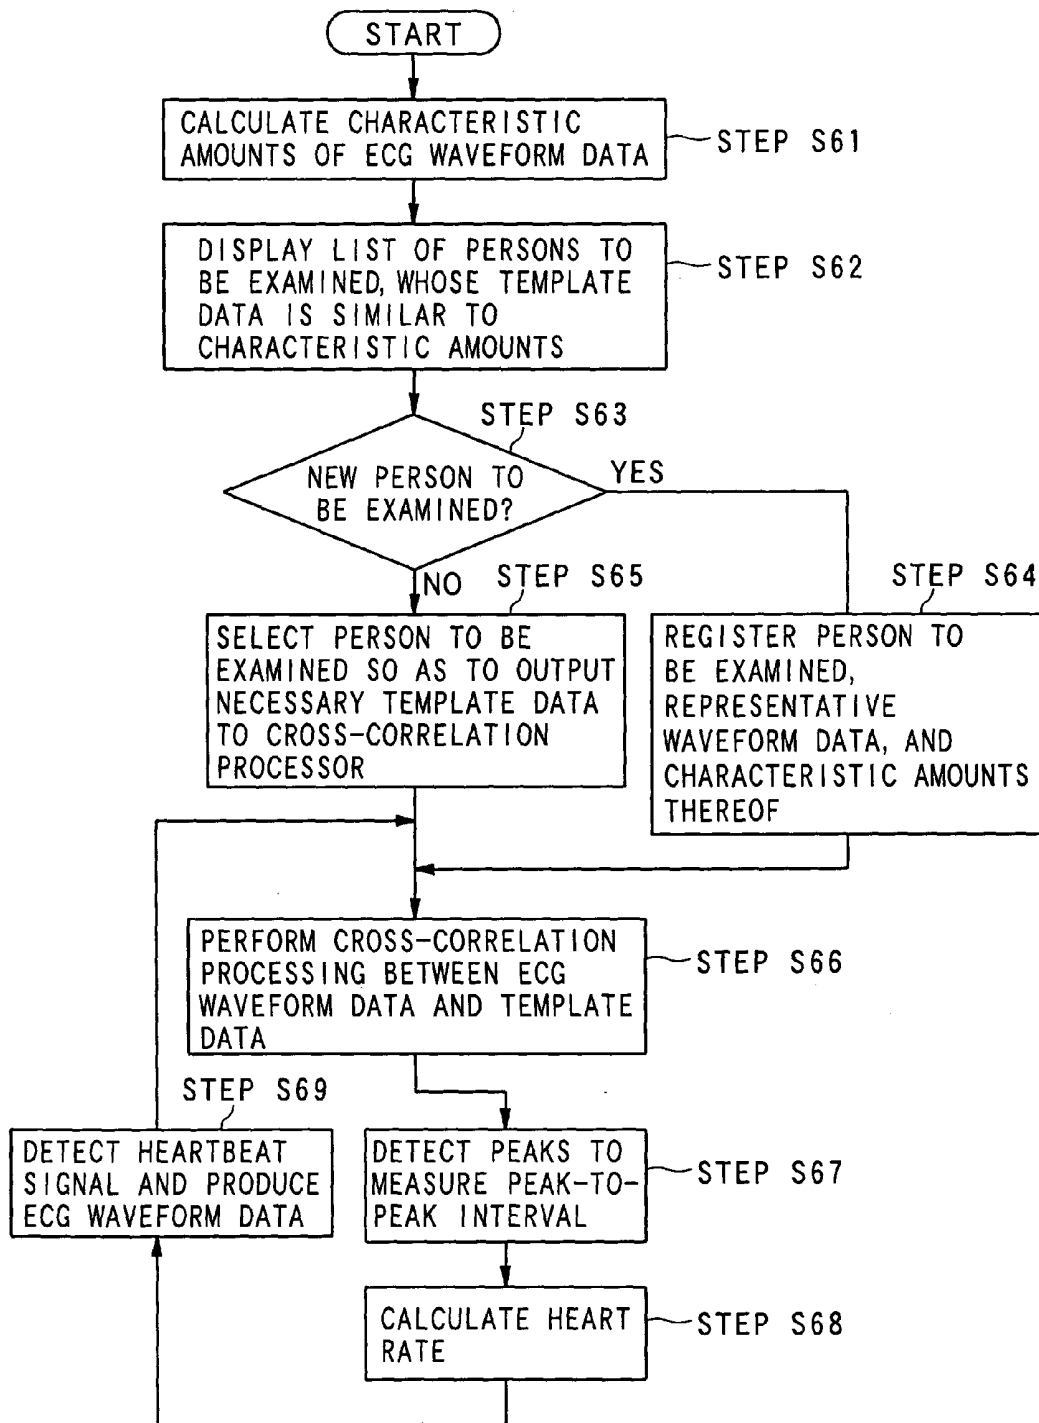 START
CALCULATE CHARACTERISTIC
AMOUNTS OF ECG WAVEFORM DATA
STEP S61
DISPLAY LIST OF PERSONS TO
BE EXAMINED, WHOSE TEMPLATE
DATA IS SIMILAR TO
CHARACTERISTIC AMOUNTS
STEP S62
STEP S63
NEW PERSON TO
BE EXAMINED?
YES
NO
STEP S65
SELECT PERSON TO BE
EXAMINED SO AS TO OUTPUT
NECESSARY TEMPLATE DATA
TO CROSS-CORRELATION
PROCESSOR
STEP S64
REGISTER PERSON TO
BE EXAMINED,
REPRESENTATIVE
WAVEFORM DATA, AND
CHARACTERISTIC AMOUNTS
THEREOF
PERFORM CROSS-CORRELATION
PROCESSING BETWEEN ECG
WAVEFORM DATA AND TEMPLATE
DATA
STEP S66
STEP S69
DETECT HEARTBEAT
SIGNAL AND PRODUCE
ECG WAVEFORM DATA
DETECT PEAKS TO
MEASURE PEAK-TO-
PEAK INTERVAL
STEP S67
CALCULATE HEART
RATE
STEP S68